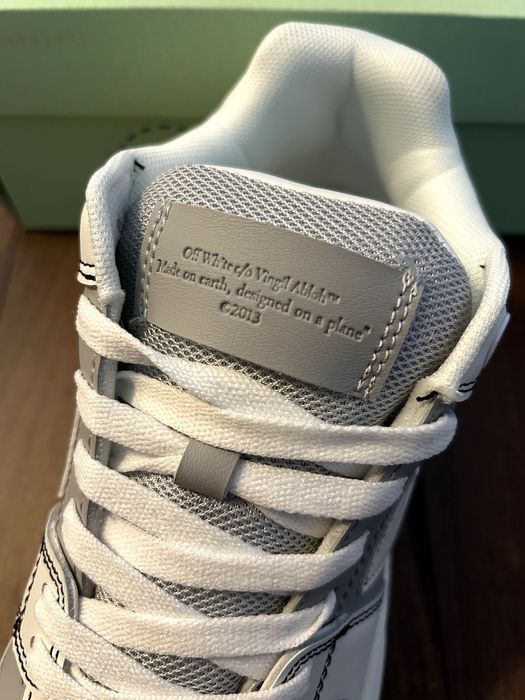 Off White c/o Virgil Abloh™
Made on earth, designed on a plane"
©2013